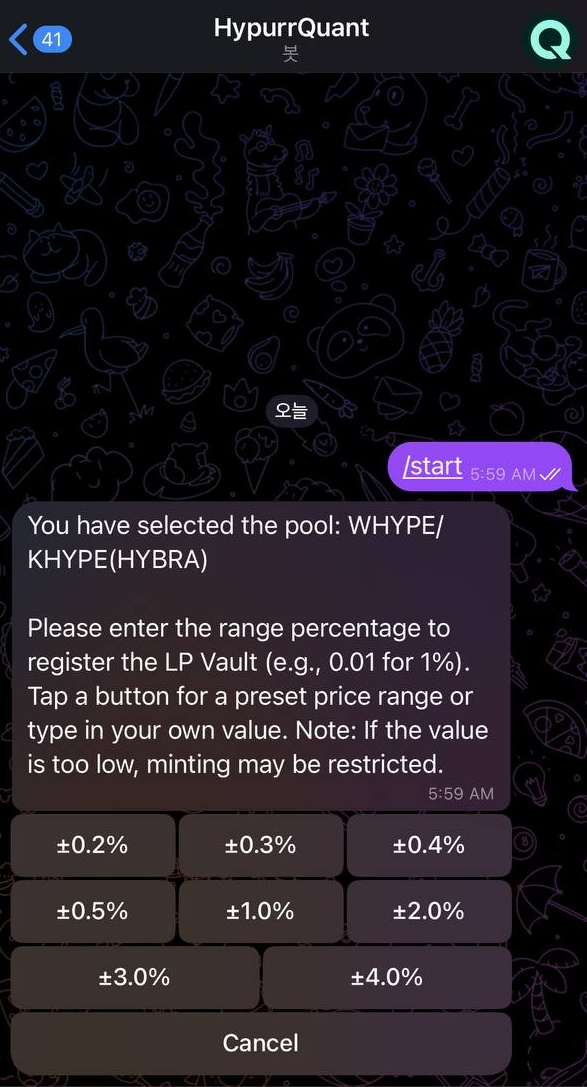 41
HypurrQuant
봇
오늘
/start 5:59 AM
You have selected the pool: WHYPE/
KHYPE(HYBRA)
Please enter the range percentage to
register the LP Vault (e.g., 0.01 for 1%).
Tap a button for a preset price range or
type in your own value. Note: If the value
is too low, minting may be restricted.
5:59 AM
±0.2% ±0.3% ±0.4%
±0.5% ±1.0% ±2.0%
±3.0% ±4.0%
Cancel